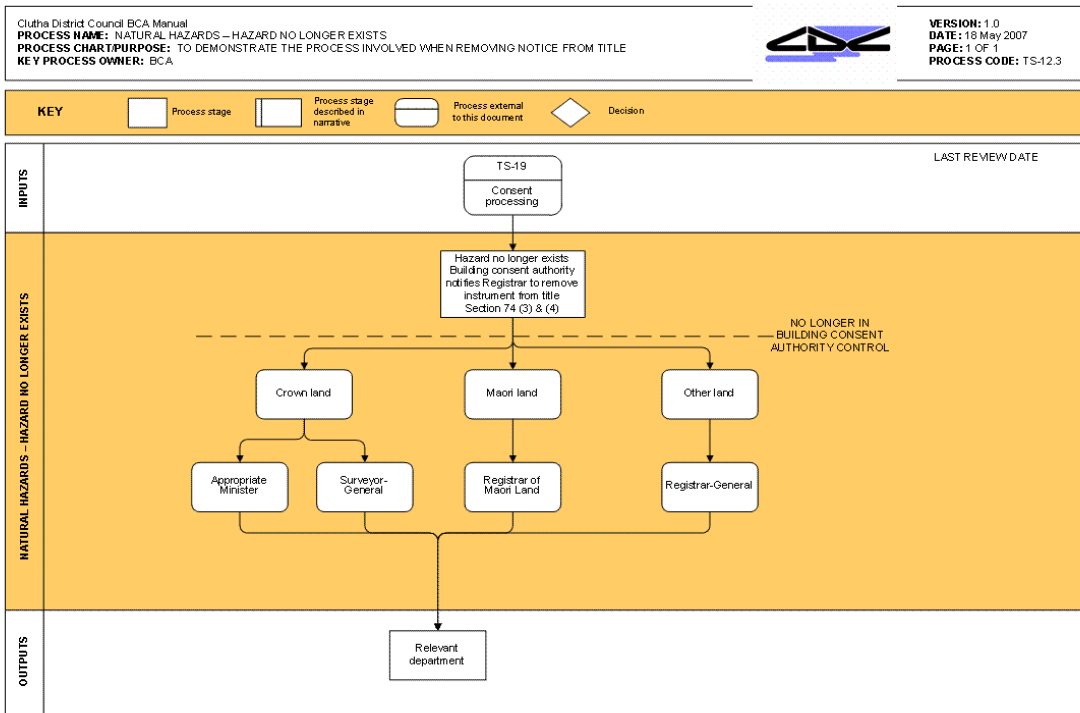 Clutha District Council BCA Manual
PROCESS NAME: NATURAL HAZARDS – HAZARD NO LONGER EXISTS
PROCESS CHART/PURPOSE: TO DEMONSTRATE THE PROCESS INVOLVED WHEN REMOVING NOTICE FROM TITLE
KEY PROCESS OWNER: BCA
CDC
VERSION: 1.0
DATE: 18 May 2007
PAGE: 1 OF 1
PROCESS CODE: TS-12.3
KEY
Process stage
Process stage
described in
narrative
Process external
to this document
Decision
INPUTS
LAST REVIEW DATE
TS-19
Consent
processing
NATURAL HAZARDS – HAZARD NO LONGER EXISTS
Hazard no longer exists
Building consent authority
notifies Registrar to remove
instrument from title
Section 74 (3) & (4)
NO LONGER IN
BUILDING CONSENT
AUTHORITY CONTROL
Crown land
Maori land
Other land
Appropriate
Minister
Surveyor-
General
Registrar of
Maori Land
Registrar-General
OUTPUTS
Relevant
department